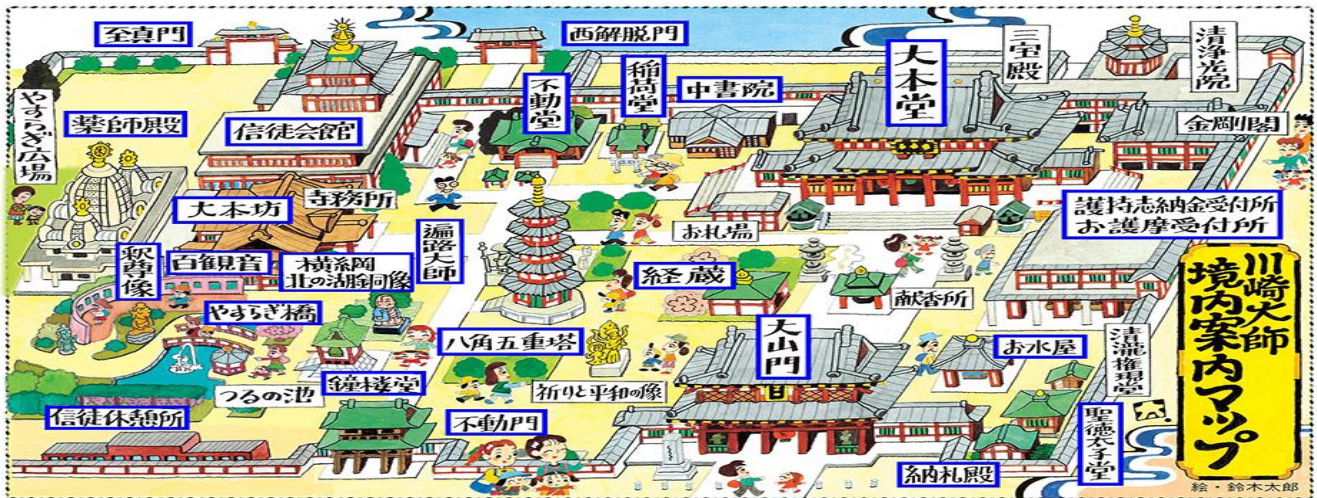 至真門
西解脱門
大本堂
三宝殿
清浄光院
稲荷堂
不動堂
中書院
やすらぎ広場
薬師殿
信徒会館
金剛閣
大本坊
寺務所
遍路大師
お札場
護持志納金受付所
お護摩受付所
釈尊像
百観音
横綱
北の湖勝同像
経蔵
献香所
やすらぎ橋
八角五重塔
大山門
お水屋
清瀧権現堂
つるの池
鐘楼堂
祈りと平和の像
信徒休憩所
不動門
納札殿
聖徳太子堂
川崎大師
境内案内マップ
絵・鈴木太郎